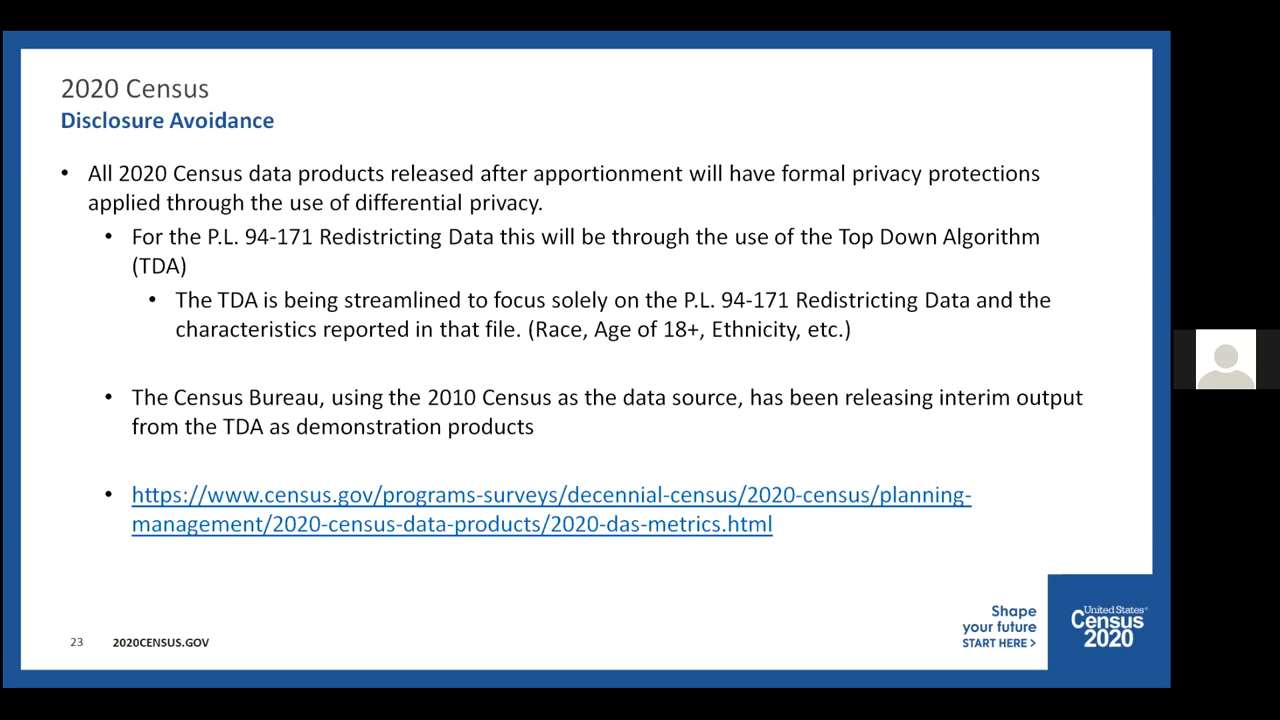 2020 Census
Disclosure Avoidance
• All 2020 Census data products released after apportionment will have formal privacy protections
applied through the use of differential privacy.
• For the P.L. 94-171 Redistricting Data this will be through the use of the Top Down Algorithm
(TDA)
• The TDA is being streamlined to focus solely on the P.L. 94-171 Redistricting Data and the
characteristics reported in that file. (Race, Age of 18+, Ethnicity, etc.)
• The Census Bureau, using the 2010 Census as the data source, has been releasing interim output
from the TDA as demonstration products
• https://www.census.gov/programs-surveys/decennial-census/2020-census/planning-
management/2020-census-data-products/2020-das-metrics.html
23 2020CENSUS.GOV
Shape
your future
START HERE >
United States®
Census
2020